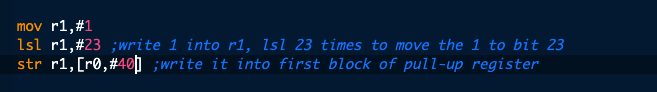 mov r1,#1
lsl r1,#23 ;write 1 into r1, lsl 23 times to move the 1 to bit 23
str r1,[r0,#40] ;write it into first block of pull-up register